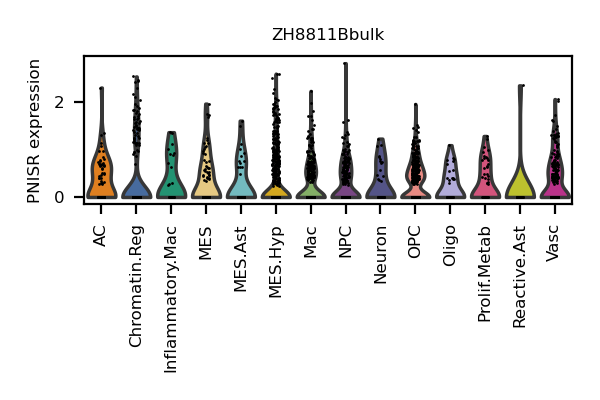 ZH8811Bbulk
PNISR expression
2
0
AC
Chromatin.Reg
Inflammatory.Mac
MES
MES.Ast
MES.Hyp
Mac
NPC
Neuron
OPC
Oligo
Prolif.Metab
Reactive.Ast
Vasc